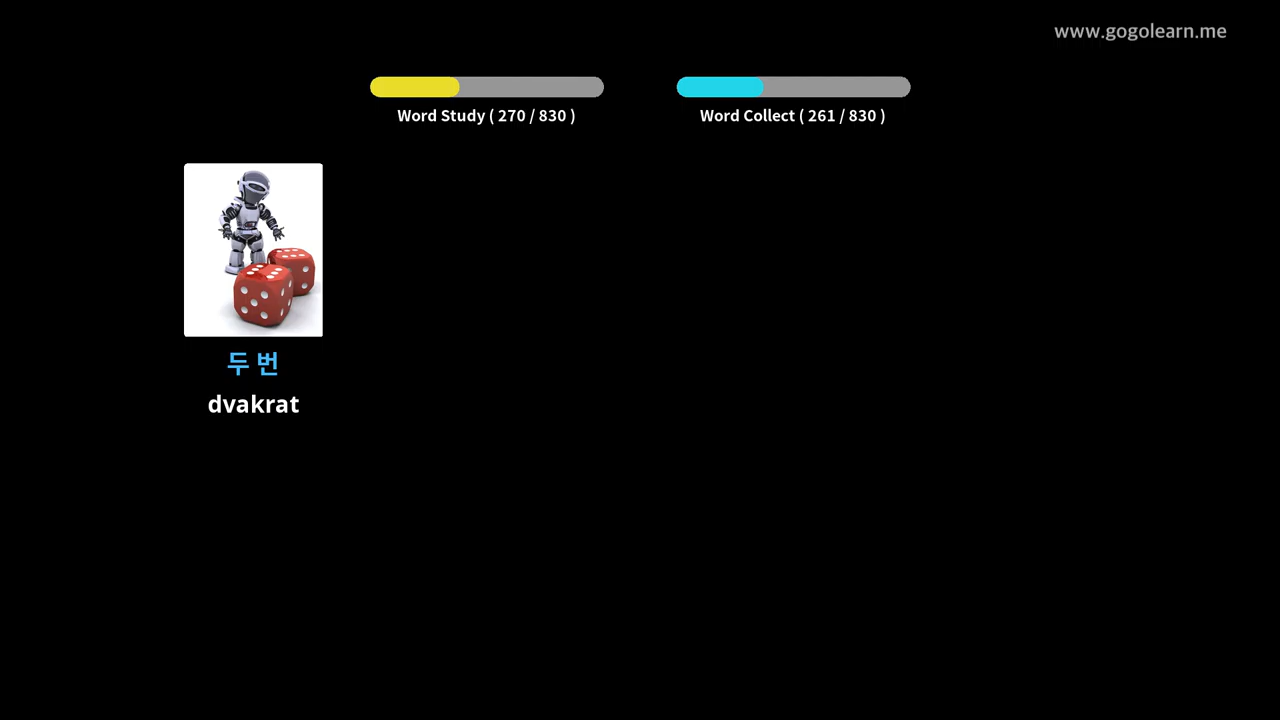 www.gogolearn.me
Word Study ( 270 / 830 )
Word Collect ( 261 / 830 )
두 번
dvakrat